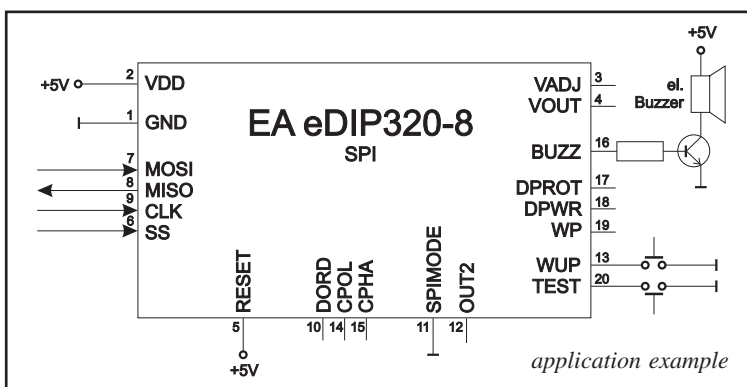 +5V
2 VDD
1 GND
7 MOSI
8 MISO
9 CLK
6 SS
EA eDIP320-8
SPI
VADJ 3
VOUT 4
BUZZ 16
DPROT 17
DPWR 18
WP 19
WUP 13
TEST 20
+5V
el.
Buzzer
RESET
5
+5V
DORD
10
CPOL
14
CPHA
15
SPIMODE
11
OUT2
12
application example